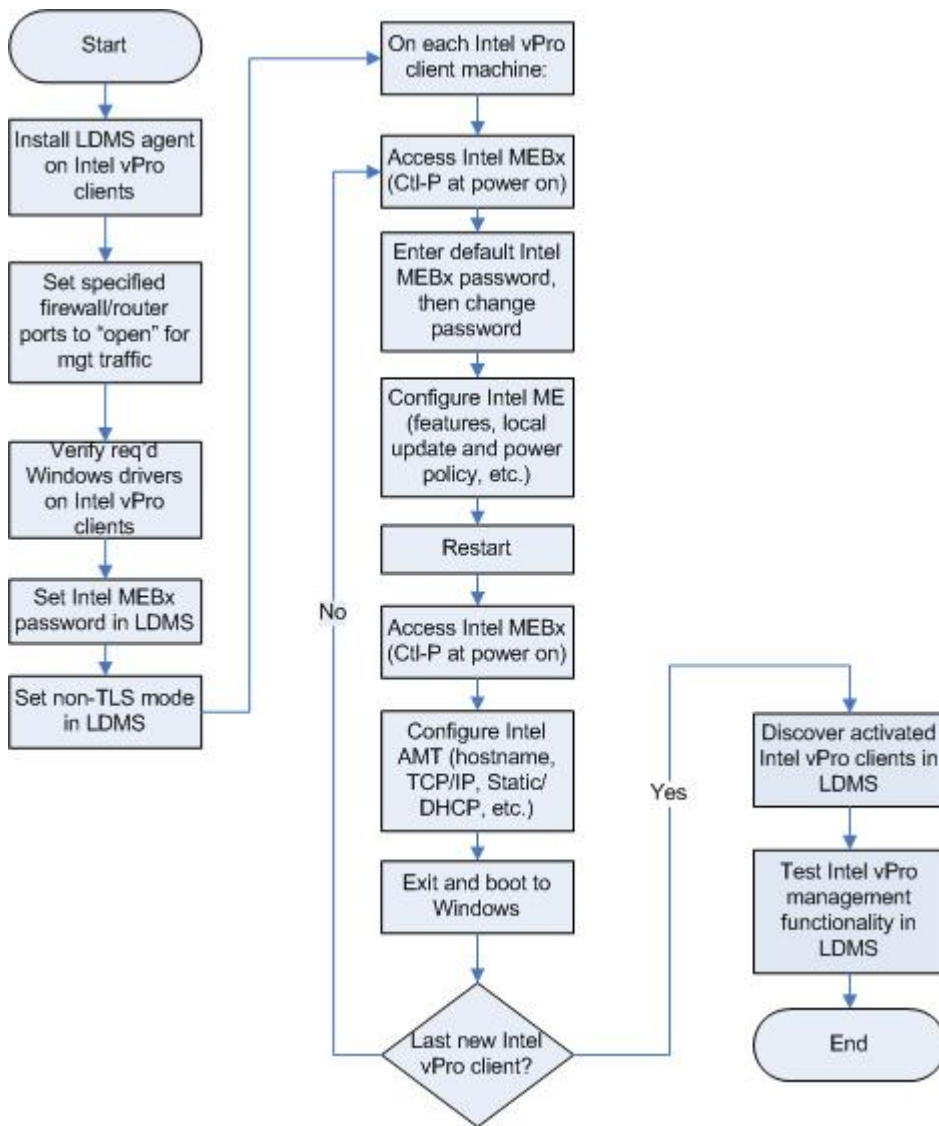 Start
Install LDMS agent
on Intel vPro
clients
Set specified
firewall/router
ports to “open” for
mgt traffic
Verify req’d
Windows drivers
on Intel vPro
clients
Set Intel MEBx
password in LDMS
Set non-TLS mode
in LDMS
On each Intel vPro
client machine:
Access Intel MEBx
(Ctl-P at power on)
Enter default Intel
MEBx password,
then change
password
Configure Intel ME
(features, local
update and power
policy, etc.)
Restart
No
Access Intel MEBx
(Ctl-P at power on)
Configure Intel
AMT (hostname,
TCP/IP, Static/
DHCP, etc.)
Exit and boot to
Windows
Last new Intel
vPro client?
Yes
Discover activated
Intel vPro clients in
LDMS
Test Intel vPro
management
functionality in
LDMS
End